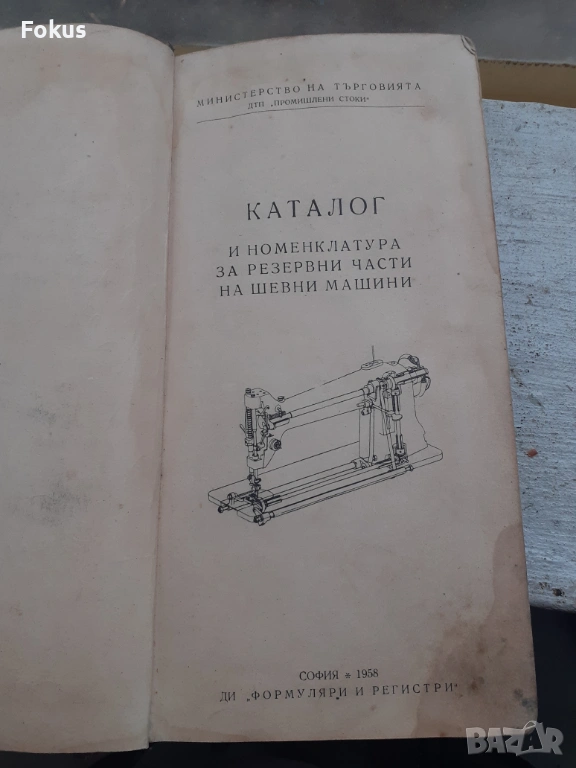 Fokus
МИНИСТЕРСТВО НА ТЪРГОВИЯТА
ДТП „ПРОМИШЛЕНИ СТОКИ"
КАТАЛОГ
И НОМЕНКЛАТУРА
ЗА РЕЗЕРВНИ ЧАСТИ
НА ШЕВНИ МАШИНИ
СОФИЯ * 1958
ДИ „ФОРМУЛЯРИ И РЕГИСТРИ"
BAZAR